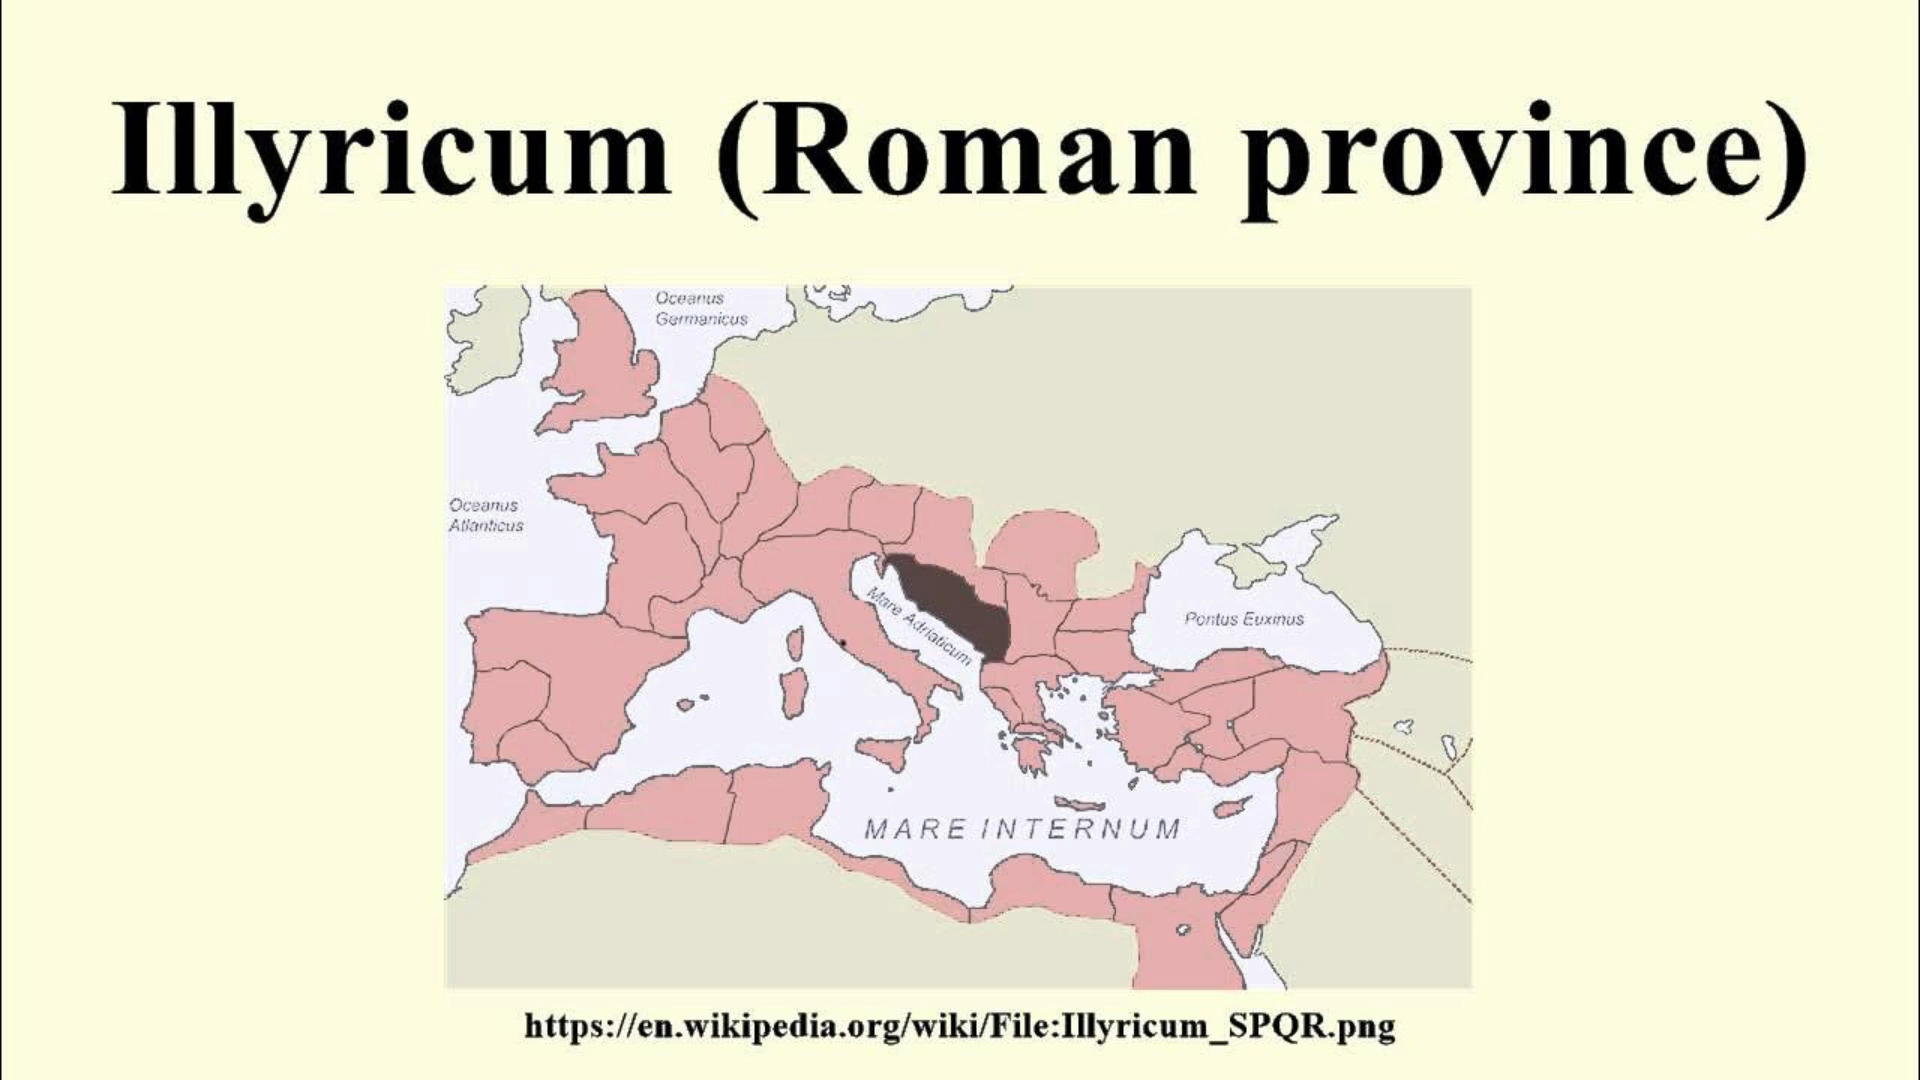 Illyricum (Roman province)
Oceanus
Germanicus
Oceanus
Atlanticus
Mare Adriaticum
Pontus Euxinus
MARE INTERNUM
https://en.wikipedia.org/wiki/File:Illyricum_SPQR.png